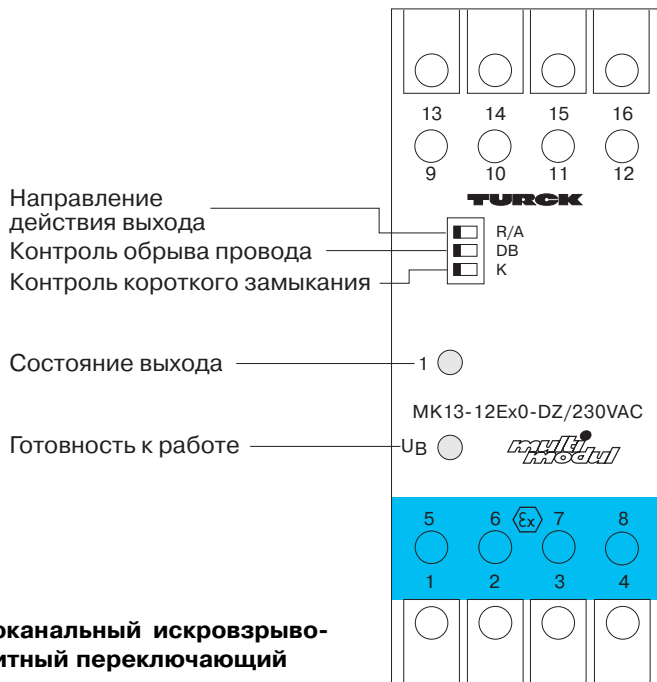 13 14 15 16
9 10 11 12
TURCK
Направление
действия выхода
R/A
Контроль обрыва провода
DB
Контроль короткого замыкания
K
Состояние выхода
1
MK13-12Ex0-DZ/230VAC
Готовность к работе
UB
multi
modul
5 6 Ex 7 8
1 2 3 4
оканальный искровзрыво-
итный переключающий